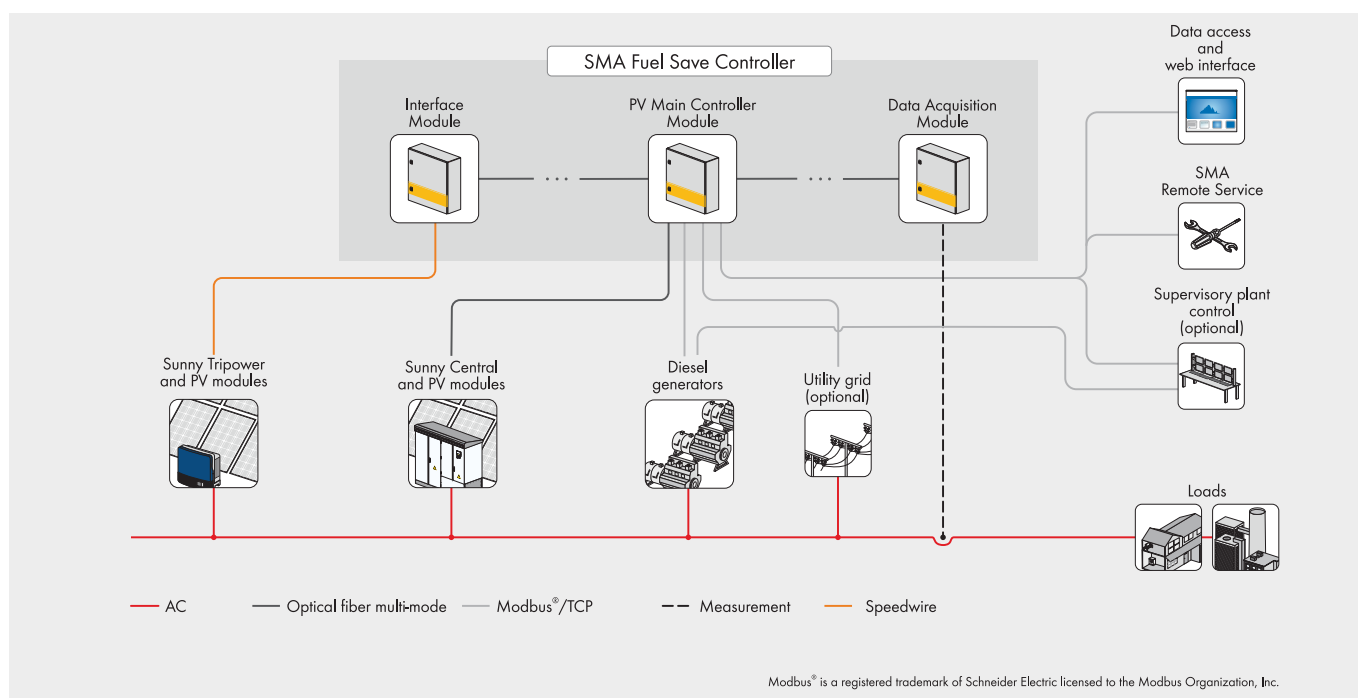 SMA Fuel Save Controller
Data access
and
web interface
Interface
Module
PV Main Controller
Module
Data Acquisition
Module
SMA
Remote Service
Supervisory plant
control
(optional)
Sunny Tripower
and PV modules
Sunny Central
and PV modules
Diesel
generators
Utility grid
(optional)
Loads
AC
Optical fiber multi-mode
Modbus®/TCP
Measurement
Speedwire
Modbus® is a registered trademark of Schneider Electric licensed to the Modbus Organization, Inc.